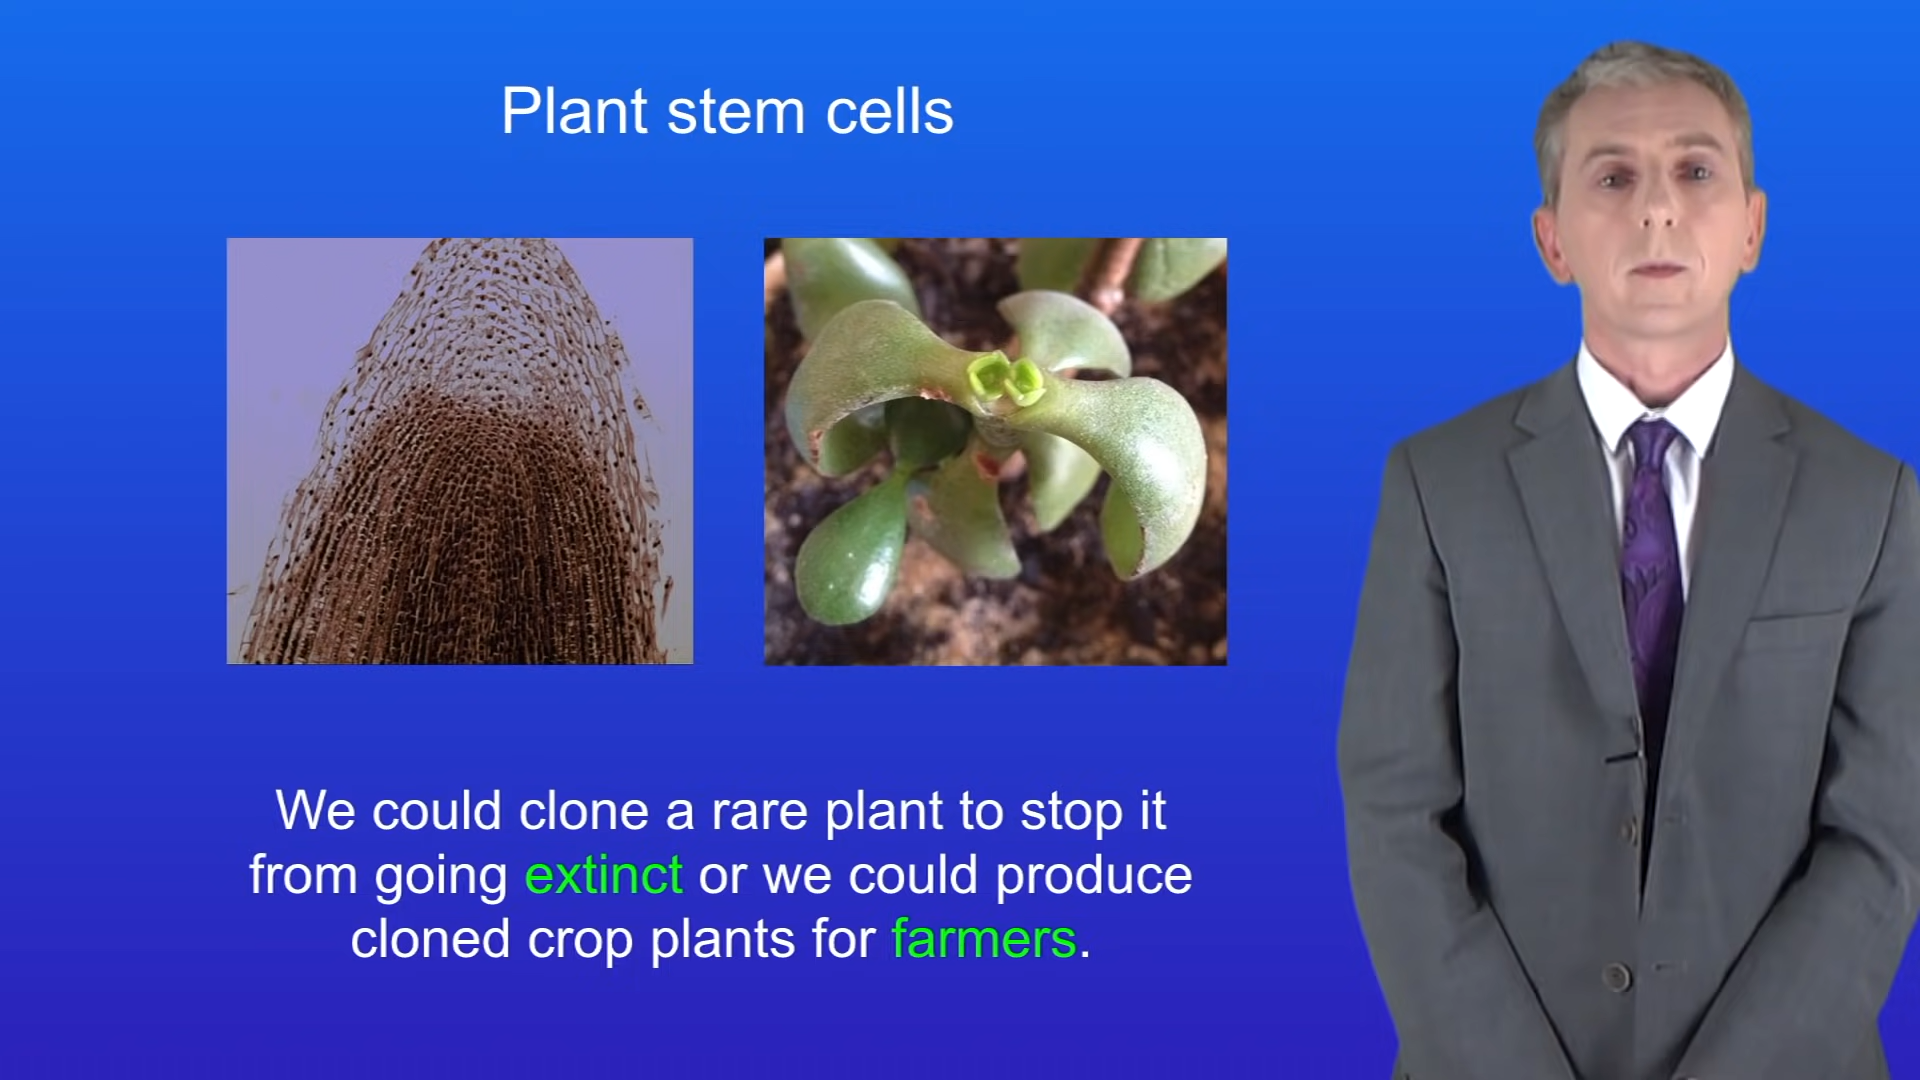 Plant stem cells
We could clone a rare plant to stop it
from going extinct or we could produce
cloned crop plants for farmers.